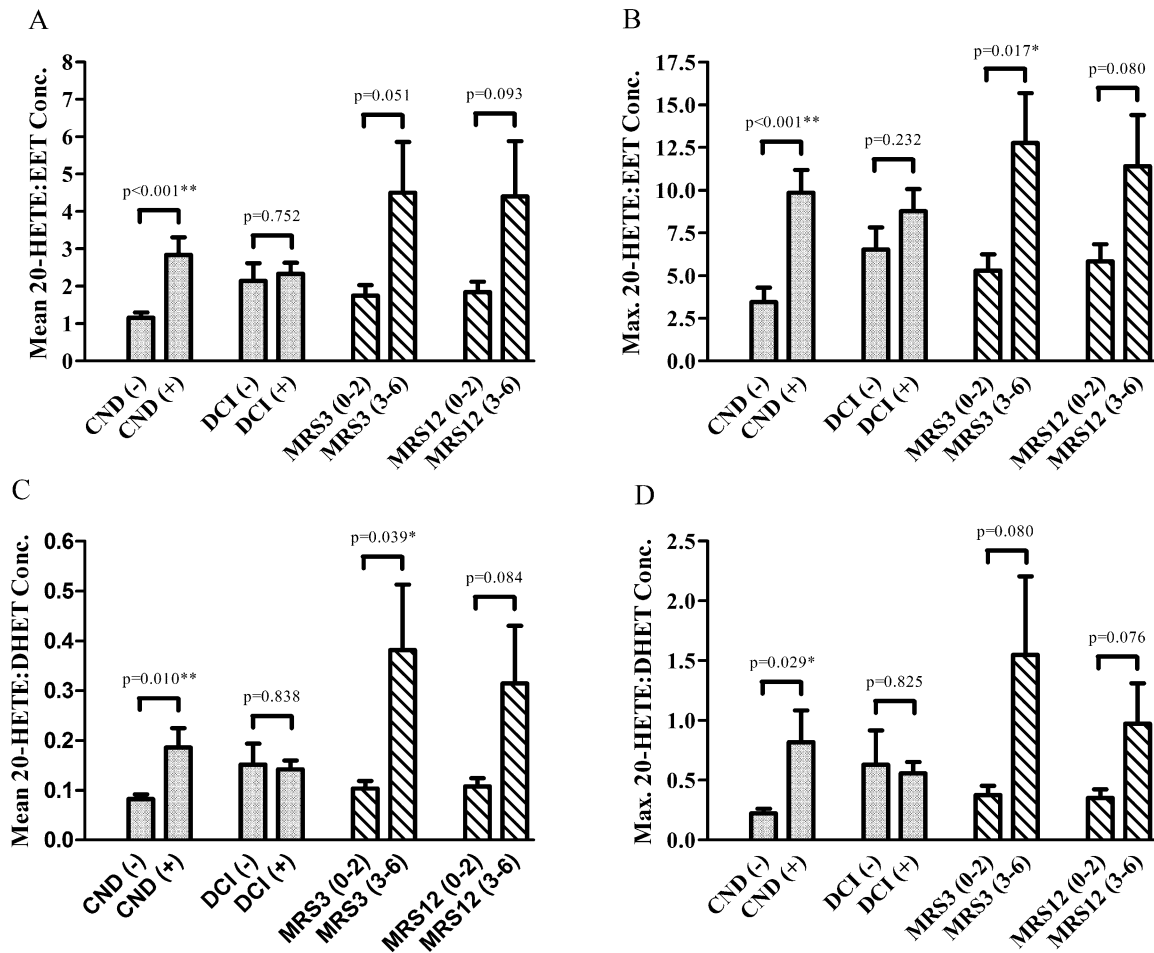 A
Mean 20-HETE:EET Conc.
8
7
6
5
4
3
2
1
0
p<0.001**
p=0.752
p=0.051
p=0.093
CND (-)
CND (+)
DCI (-)
DCI (+)
MRS3 (0-2)
MRS3 (3-6)
MRS12 (0-2)
MRS12 (3-6)
B
Max. 20-HETE:EET Conc.
17.5
15.0
12.5
10.0
7.5
5.0
2.5
0.0
p<0.001**
p=0.232
p=0.017*
p=0.080
CND (-)
CND (+)
DCI (-)
DCI (+)
MRS3 (0-2)
MRS3 (3-6)
MRS12 (0-2)
MRS12 (3-6)
C
Mean 20-HETE:DHET Conc.
0.6
0.5
0.4
0.3
0.2
0.1
0.0
p=0.010**
p=0.838
p=0.039*
p=0.084
CND (-)
CND (+)
DCI (-)
DCI (+)
MRS3 (0-2)
MRS3 (3-6)
MRS12 (0-2)
MRS12 (3-6)
D
Max. 20-HETE:DHET Conc.
2.5
2.0
1.5
1.0
0.5
0.0
p=0.029*
p=0.825
p=0.080
p=0.076
CND (-)
CND (+)
DCI (-)
DCI (+)
MRS3 (0-2)
MRS3 (3-6)
MRS12 (0-2)
MRS12 (3-6)